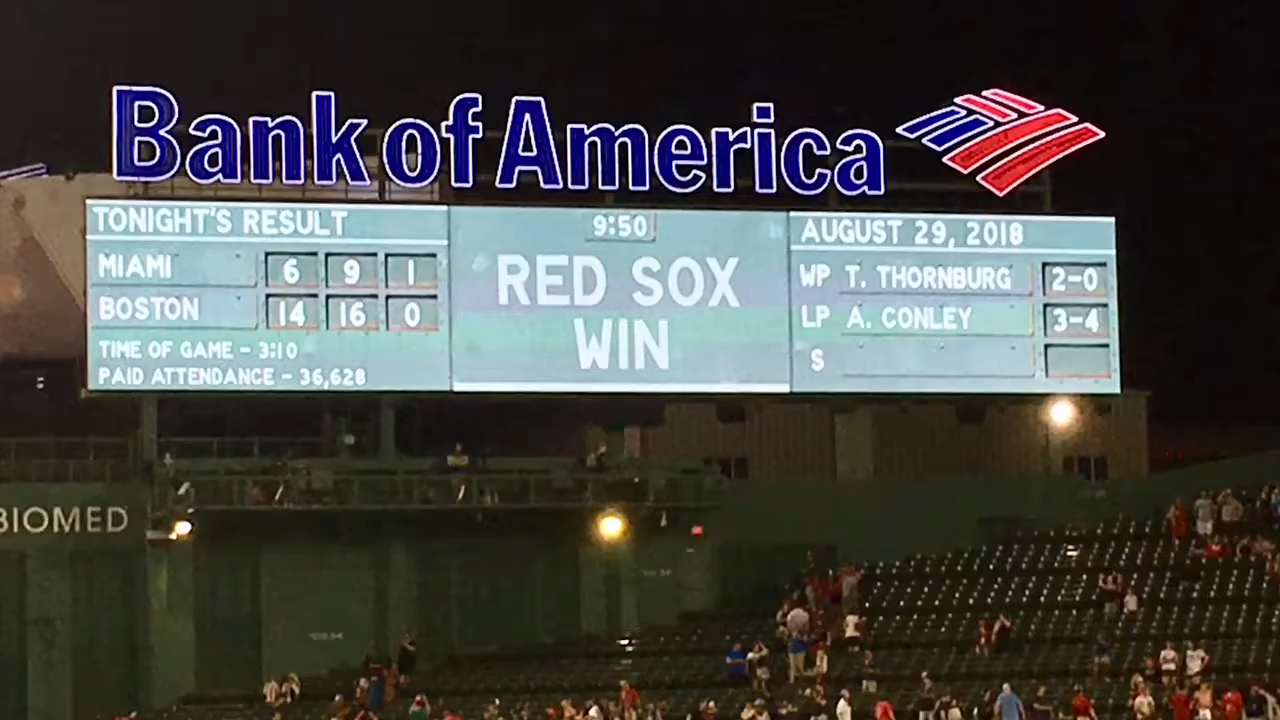 Bank of America
TONIGHT'S RESULT
MIAMI 6 9 1
BOSTON 14 16 0
TIME OF GAME - 3:10
PAID ATTENDANCE - 36,628
9:50
RED SOX
WIN
AUGUST 29, 2018
WP T. THORNBURG 2-0
LP A. CONLEY 3-4
S
BIOMED